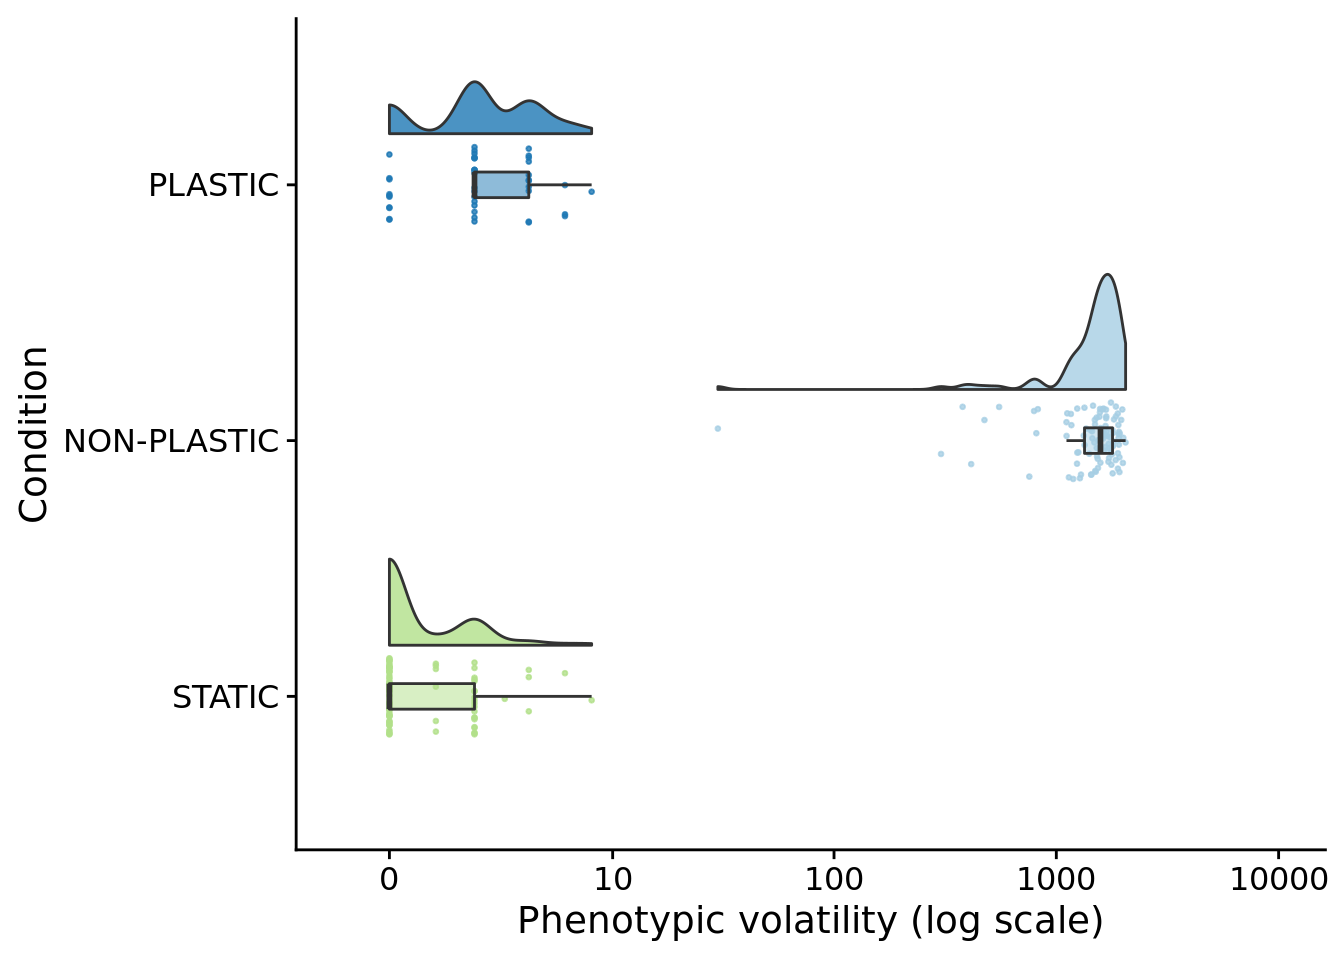 PLASTIC
NON-PLASTIC
STATIC
Condition
0 10 100 1000 10000
Phenotypic volatility (log scale)